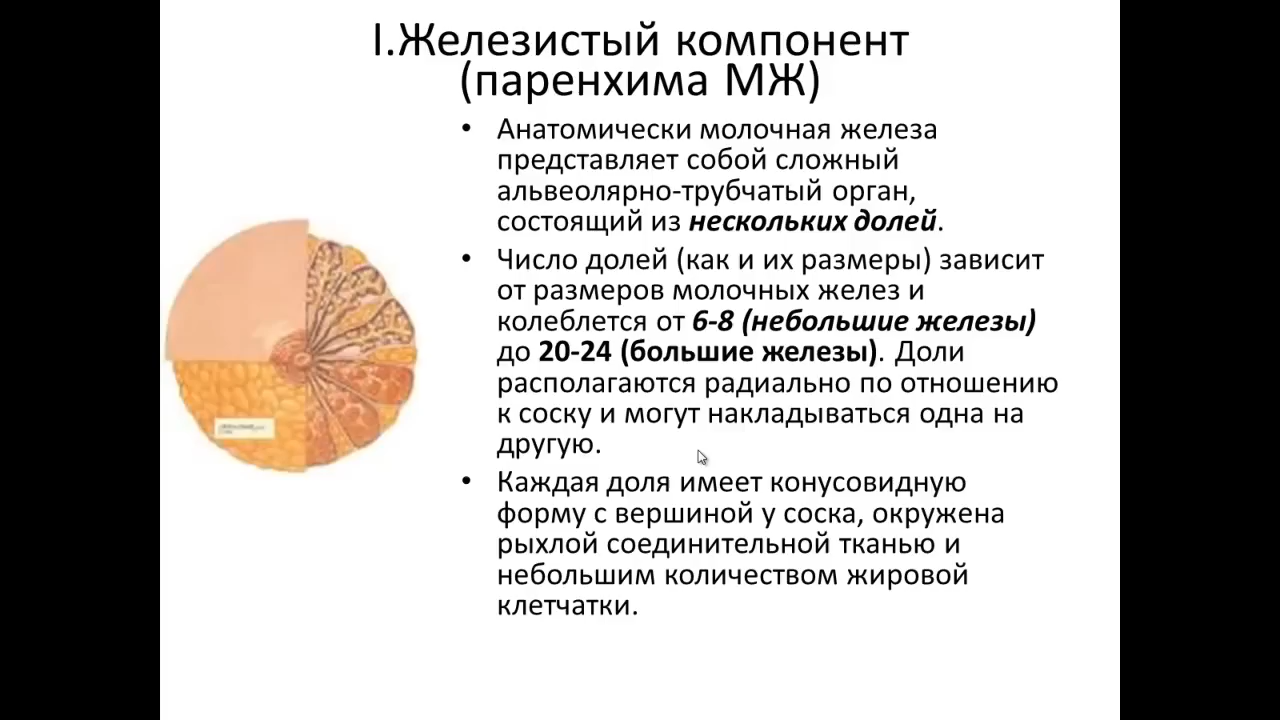 I.Железистый компонент
(паренхима МЖ)
• Анатомически молочная железа
представляет собой сложный
альвеолярно-трубчатый орган,
состоящий из нескольких долей.
• Число долей (как и их размеры) зависит
от размеров молочных желез и
колеблется от 6-8 (небольшие железы)
до 20-24 (большие железы). Доли
располагаются радиально по отношению
к соску и могут накладываться одна на
другую.
• Каждая доля имеет конусовидную
форму с вершиной у соска, окружена
рыхлой соединительной тканью и
небольшим количеством жировой
клетчатки.